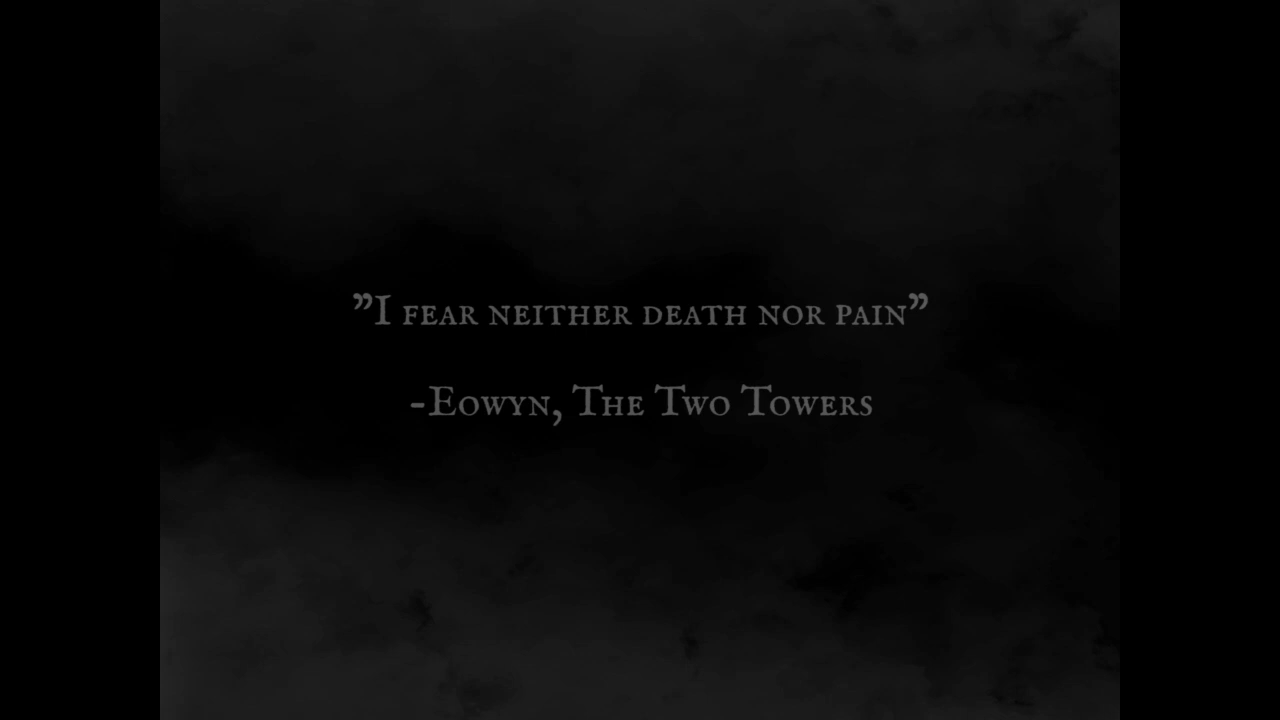 ”I fear neither death nor pain”
-Eowyn, The Two Towers